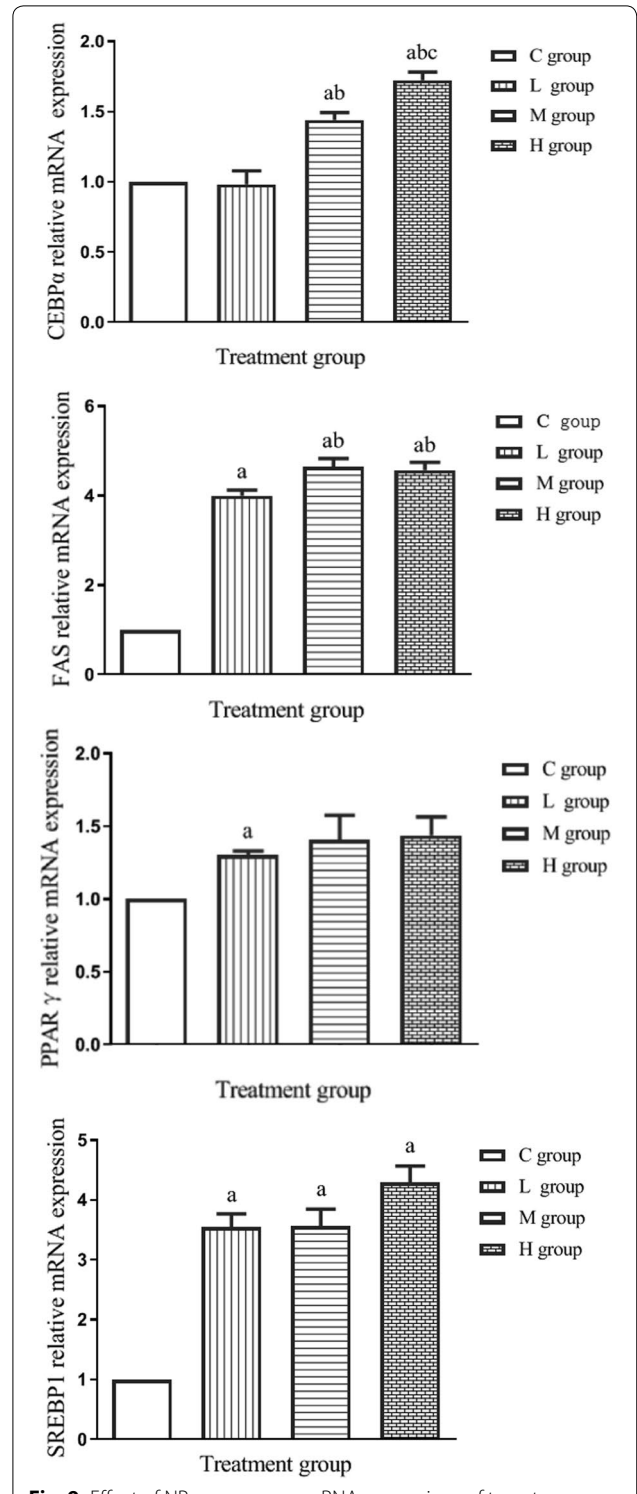 CEBPα relative mRNA expression
2.0
1.5
1.0
0.5
0.0
ab
abc
C group
L group
M group
H group
Treatment group
FAS relative mRNA expression
6
4
2
0
a
ab
ab
C goup
L group
M group
H group
Treatment group
PPAR γ relative mRNA expression
2.0
1.5
1.0
0.5
0.0
a
C group
L group
M group
H group
Treatment group
SREBP1 relative mRNA expression
5
4
3
2
1
0
a
a
a
C group
L group
M group
H group
Treatment group